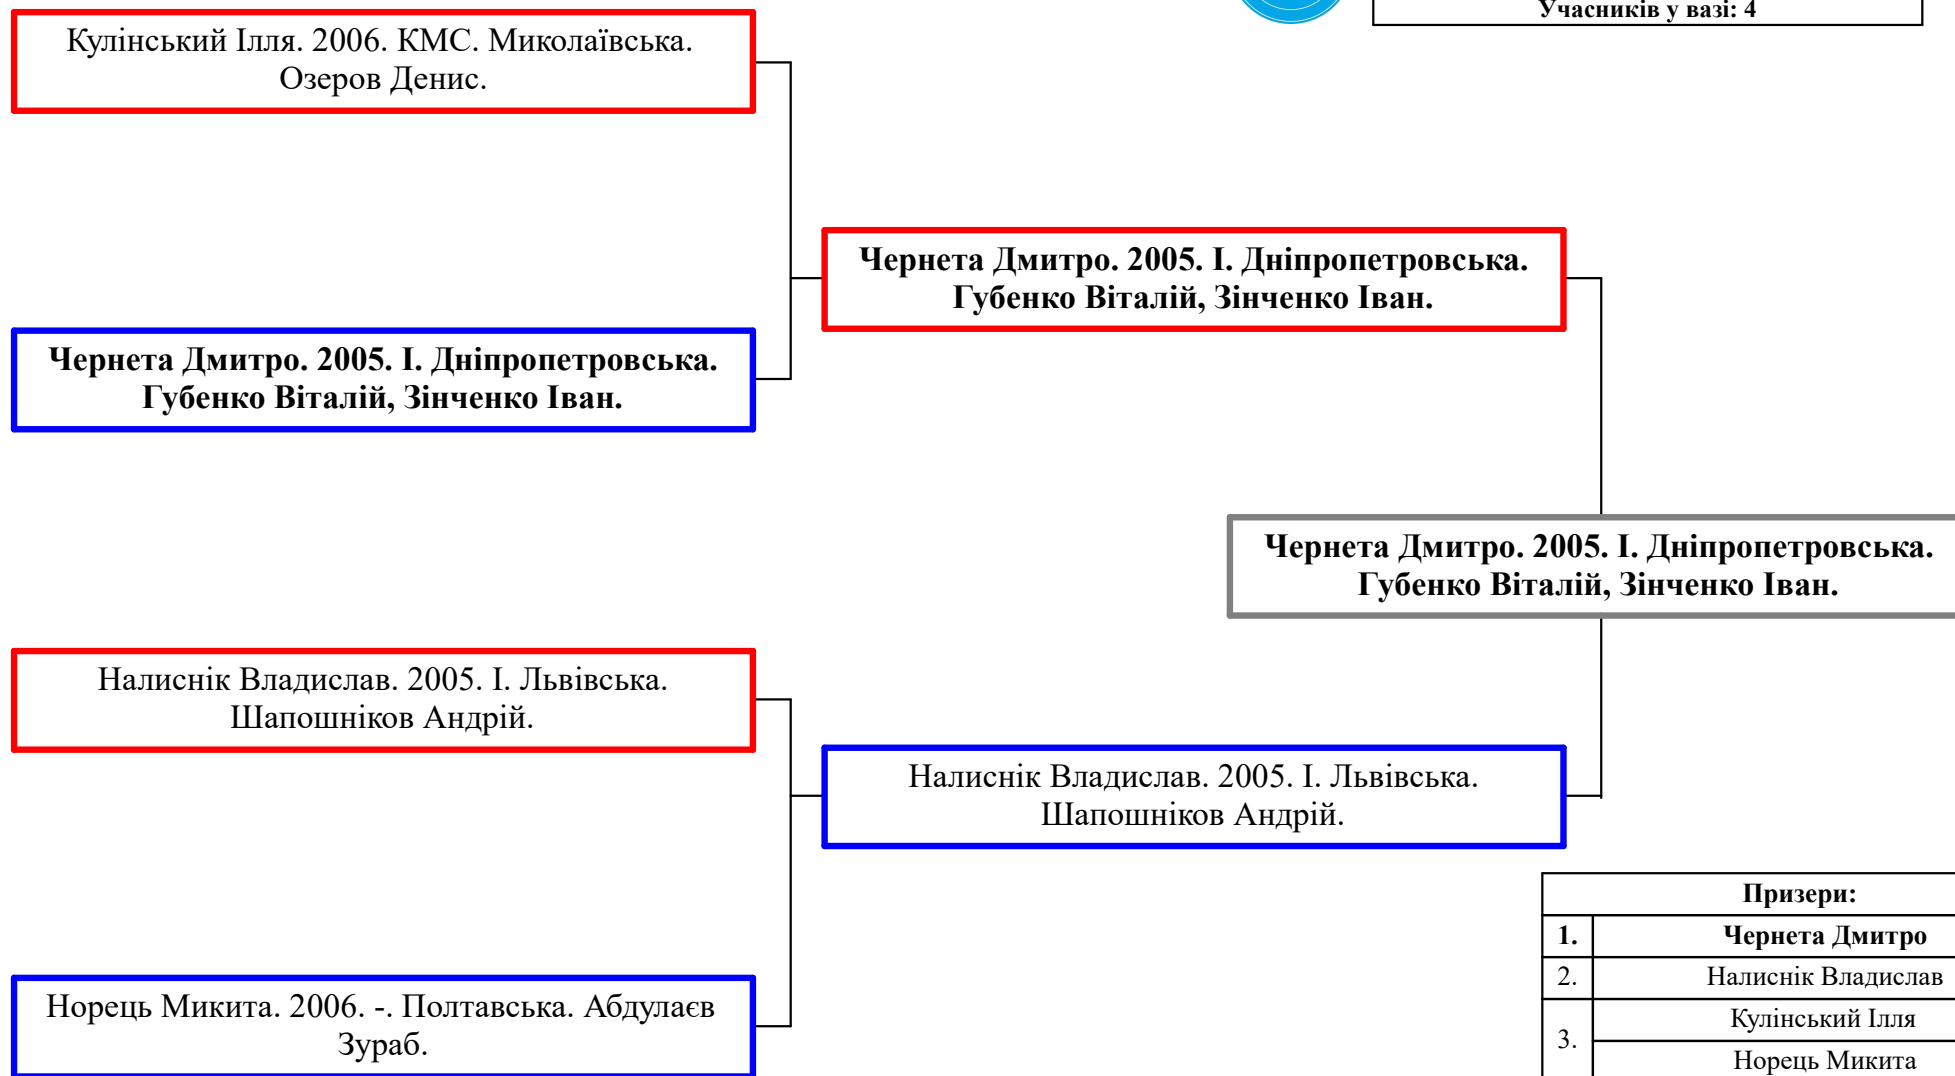 Учасників у вазі: 4
Кулінський Ілля. 2006. КМС. Миколаївська.
Озеров Денис.
Чернета Дмитро. 2005. І. Дніпропетровська.
Губенко Віталій, Зінченко Іван.
Чернета Дмитро. 2005. І. Дніпропетровська.
Губенко Віталій, Зінченко Іван.
Чернета Дмитро. 2005. І. Дніпропетровська.
Губенко Віталій, Зінченко Іван.
Налиснік Владислав. 2005. І. Львівська.
Шапошніков Андрій.
Налиснік Владислав. 2005. І. Львівська.
Шапошніков Андрій.
Норець Микита. 2006. -. Полтавська. Абдулаєв
Зураб.
Призери:
1. Чернета Дмитро
2. Налиснік Владислав
3. Кулінський Ілля
Норець Микита